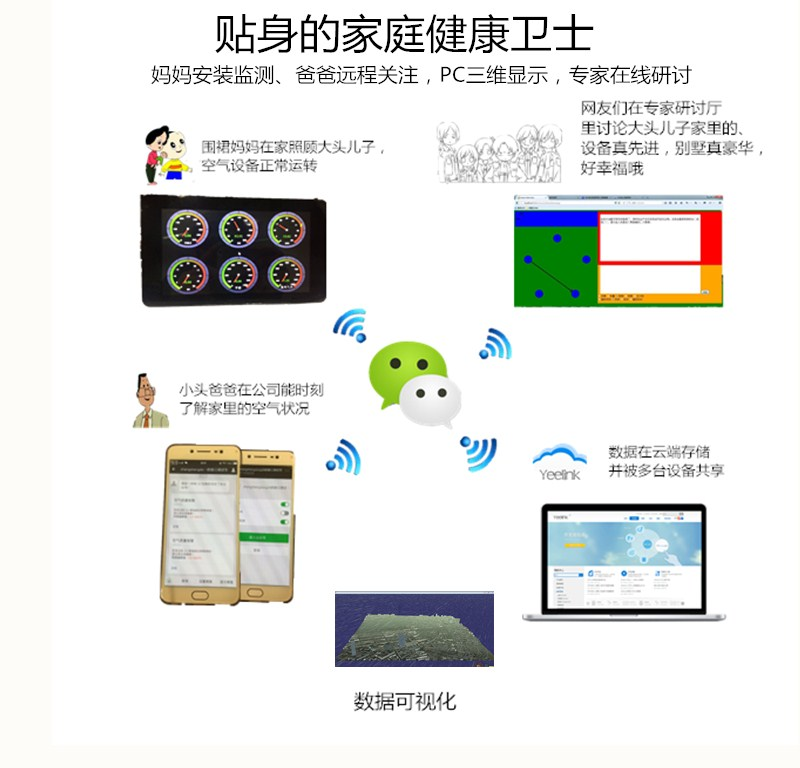 贴身的家庭健康卫士
妈妈安装监测、爸爸远程关注，PC三维显示，专家在线研讨
围裙妈妈在家照顾大头儿子，
空气设备正常运转
网友们在专家研讨厅
里讨论大头儿子家里的、
设备真先进，别墅真豪华，
好幸福哦
小头爸爸在公司能时刻
了解家里的空气状况
Yeelink
数据在云端存储
并被多台设备共享
数据可视化